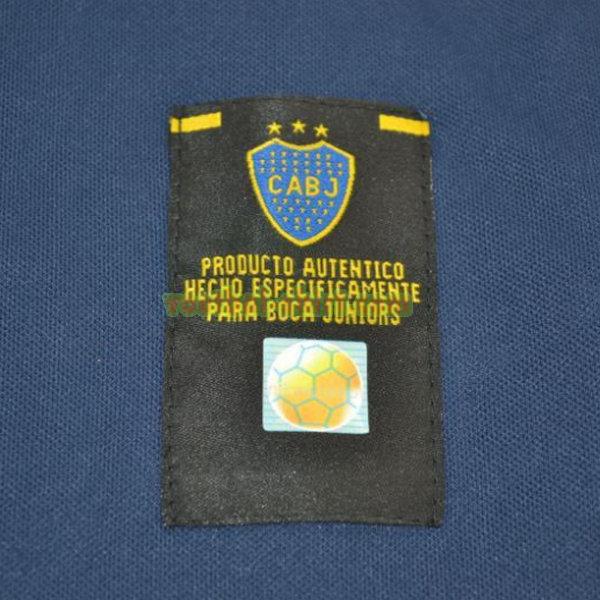 CABJ
PRODUCTO AUTENTICO
HECHO ESPECIFICAMENTE
PARA BOCA JUNIORS